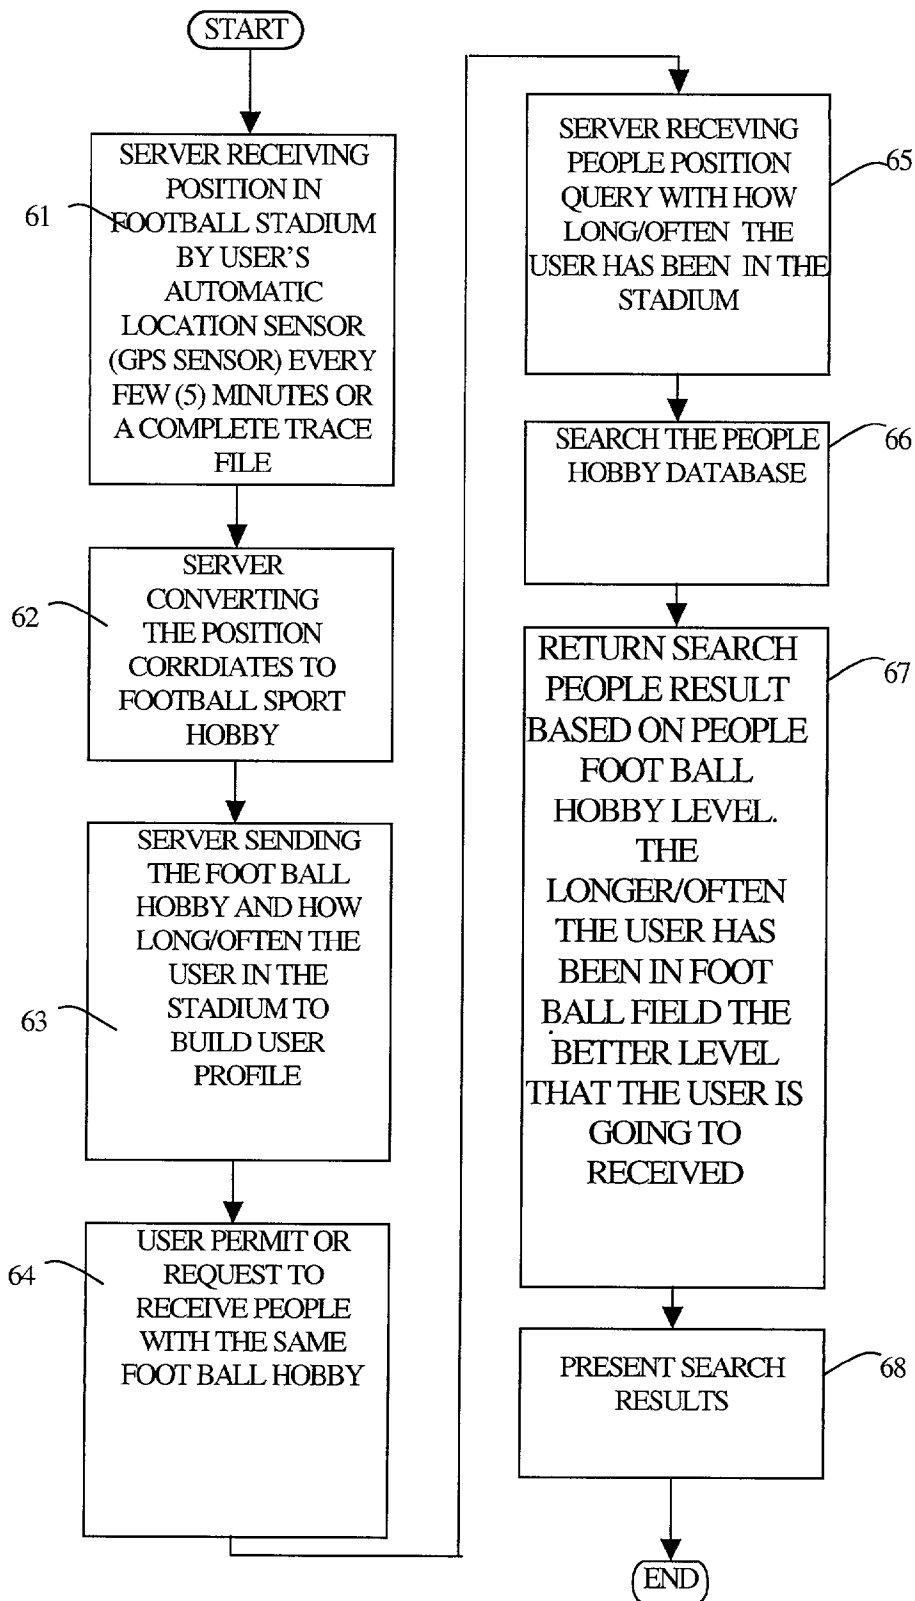 START
61
SERVER RECEIVING
POSITION IN
FOOTBALL STADIUM
BY USER'S
AUTOMATIC
LOCATION SENSOR
(GPS SENSOR) EVERY
FEW (5) MINUTES OR
A COMPLETE TRACE
FILE
62
SERVER
CONVERTING
THE POSITION
CORRDIATES TO
FOOTBALL SPORT
HOBBY
63
SERVER SENDING
THE FOOT BALL
HOBBY AND HOW
LONG/OFTEN THE
USER IN THE
STADIUM TO
BUILD USER
PROFILE
64
USER PERMIT OR
REQUEST TO
RECEIVE PEOPLE
WITH THE SAME
FOOT BALL HOBBY
65
SERVER RECEVING
PEOPLE POSITION
QUERY WITH HOW
LONG/OFTEN THE
USER HAS BEEN IN THE
STADIUM
66
SEARCH THE PEOPLE
HOBBY DATABASE
67
RETURN SEARCH
PEOPLE RESULT
BASED ON PEOPLE
FOOT BALL
HOBBY LEVEL.
THE
LONGER/OFTEN
THE USER HAS
BEEN IN FOOT
BALL FIELD THE
BETTER LEVEL
THAT THE USER IS
GOING TO
RECEIVED
68
PRESENT SEARCH
RESULTS
END